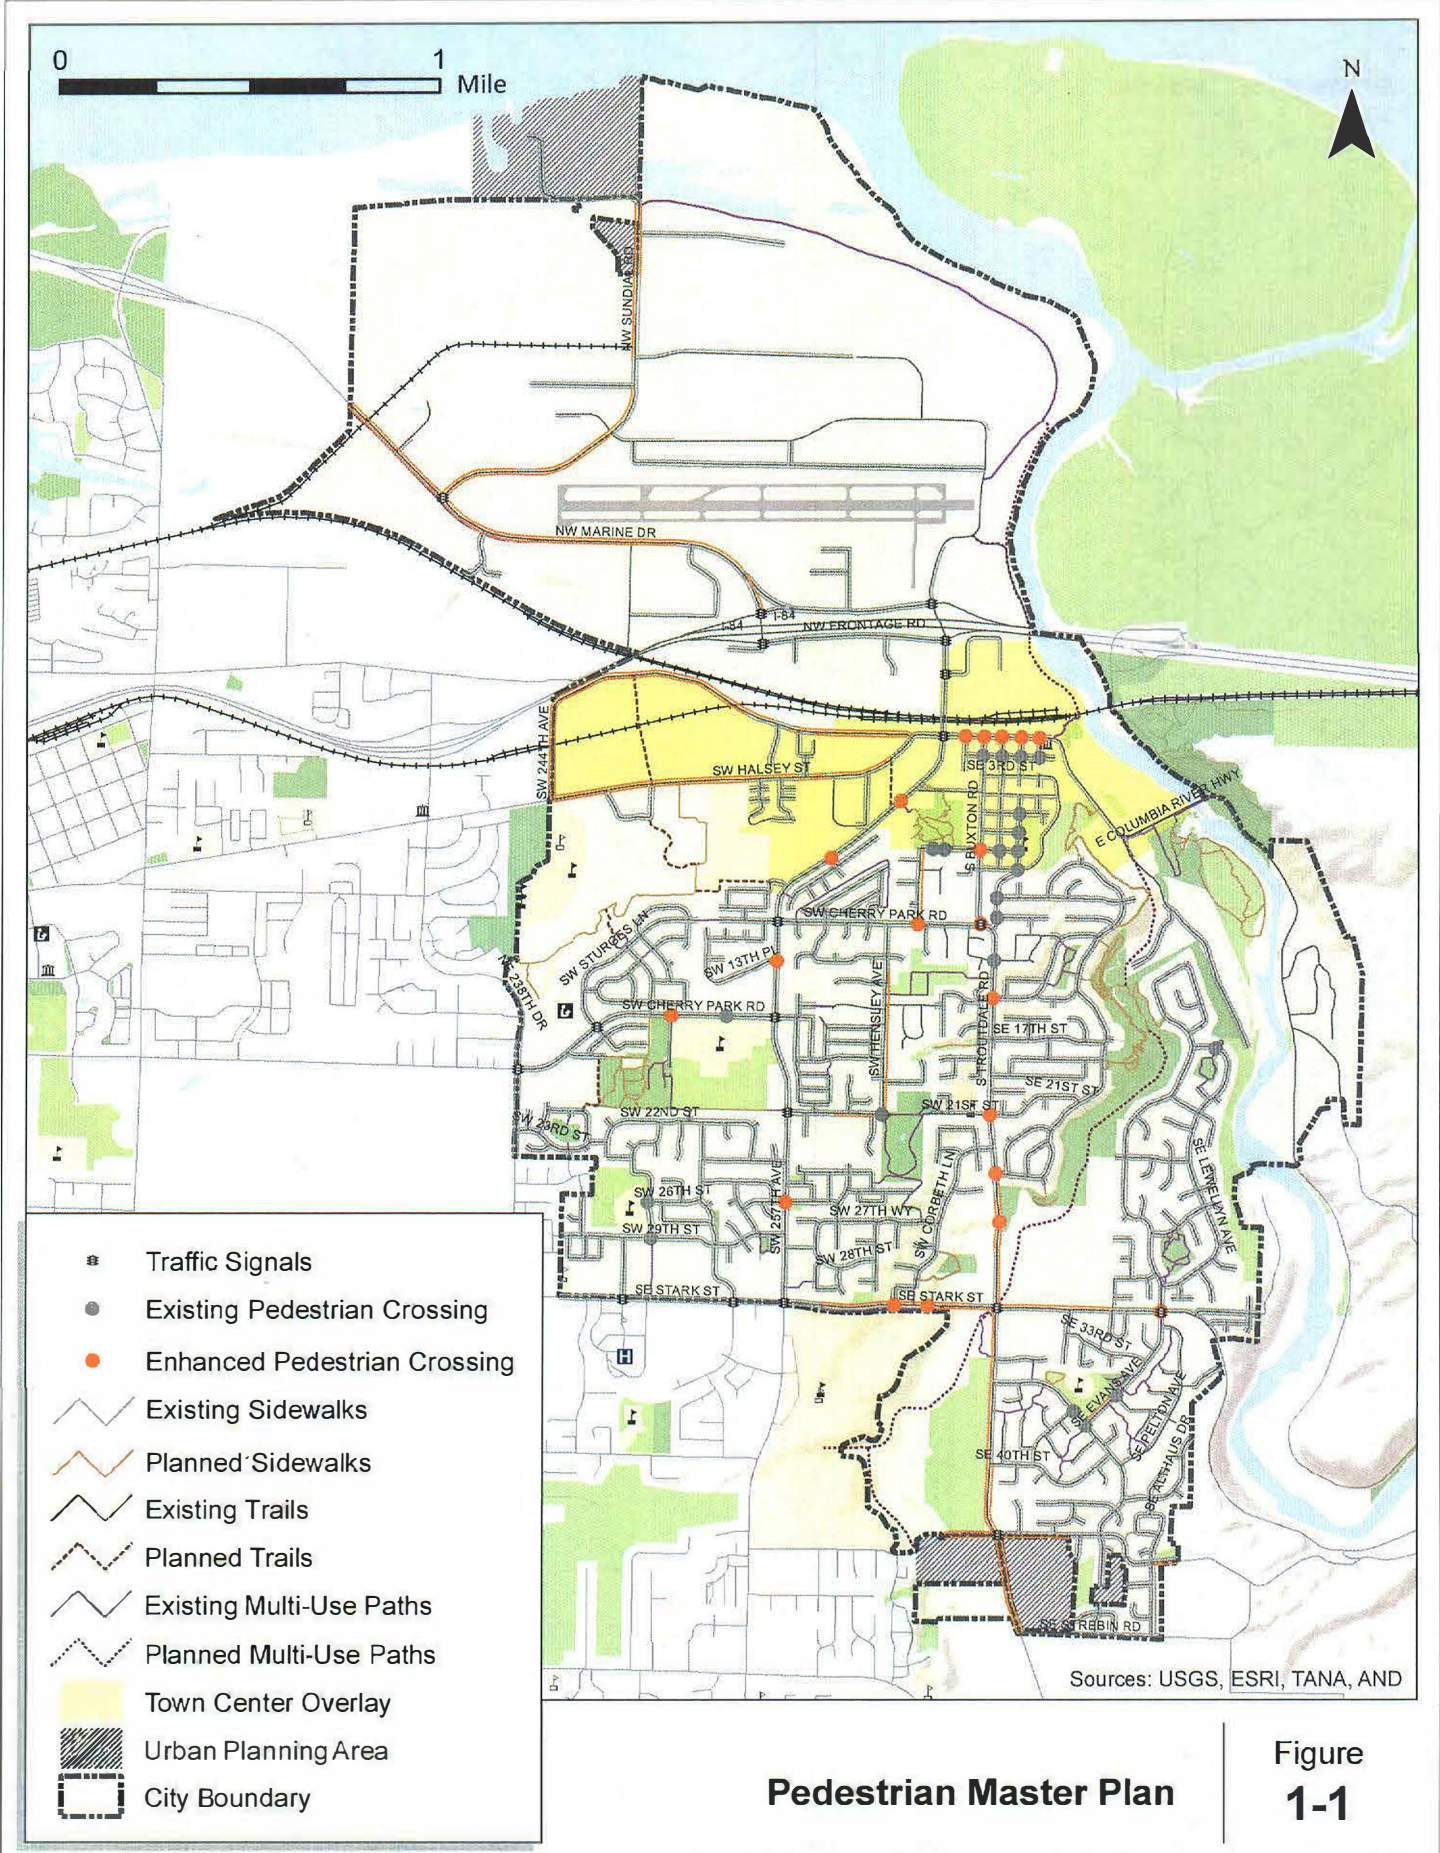 0 1
Mile
N
NW SUNDIAL RD
NW MARINE DR
I-84
I-84
NW FRONTAGE RD
SW 244TH AVE
SW HALSEY ST
SE 3RD ST
S BUXTON RD
E COLUMBIA RIVER HWY
SW CHERRY PARK RD
SW STURGES LN
SW 13TH PL
NE 238TH DR
SW CHERRY PARK RD
SW HENSLEY AVE
S TROUTDALE RD
SE 17TH ST
SE 21ST ST
SW 21ST ST
SW 22ND ST
SW 23RD ST
SE LEWELLYN AVE
SW 26TH ST
SW 257TH AVE
SW 27TH WY
SW CORBETH LN
SW 29TH ST
SW 28TH ST
SE STARK ST
SE STARK ST
SE 33RD ST
H
SE EVANS AVE
SE PELTON AVE
SE 40TH ST
SE ALTHAUS DR
SE STREBIN RD
Sources: USGS, ESRI, TANA, AND
Traffic Signals
Existing Pedestrian Crossing
Enhanced Pedestrian Crossing
Existing Sidewalks
Planned Sidewalks
Existing Trails
Planned Trails
Existing Multi-Use Paths
Planned Multi-Use Paths
Town Center Overlay
Urban Planning Area
City Boundary
Pedestrian Master Plan
Figure
1-1